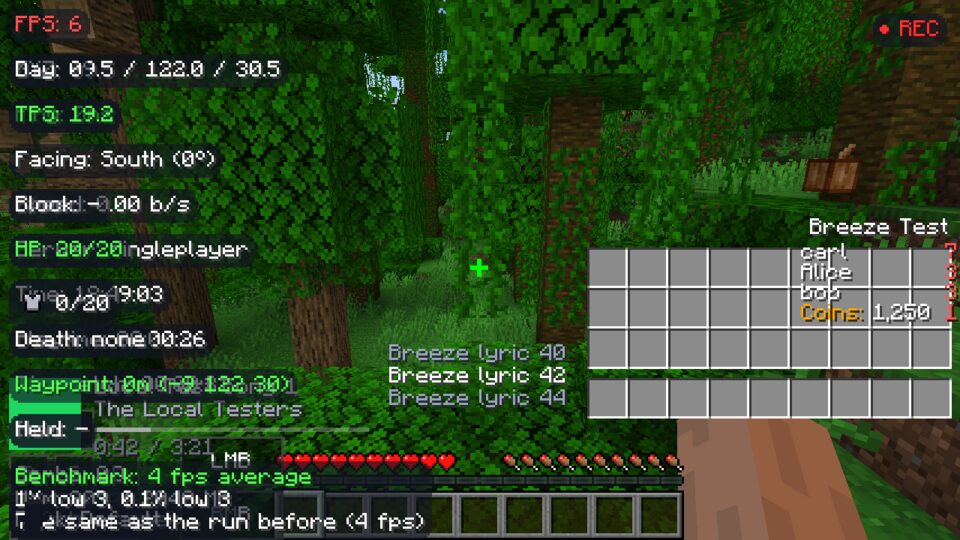 FPS: 6
REC
Day: 09.5 / 122.0 / 30.5
TPS: 19.2
Facing: South (0°)
Block: -0.00 b/s
Breeze Test
HP: 20/20 ingleplayer
carl 7
Alice 3
bob 3
Coins: 1,250 1
0/20 49:03
Death: none 00:26
Breeze lyric 40
Breeze lyric 42
Breeze lyric 44
Waypoint: 0m (-9 122 30)
The Local Testers
Held: -
0:42 / 3:21
LMB
Benchmark: 4 fps average
1% low 3, 0.1% low 3
same as the run before (4 fps)